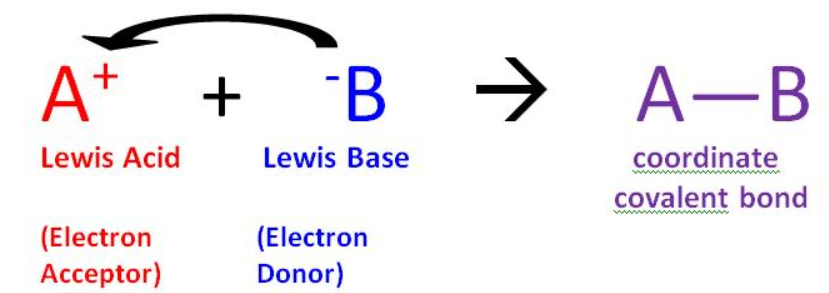 A+ + -B → A—B
Lewis Acid Lewis Base coordinate
covalent bond
(Electron (Electron
Acceptor) Donor)